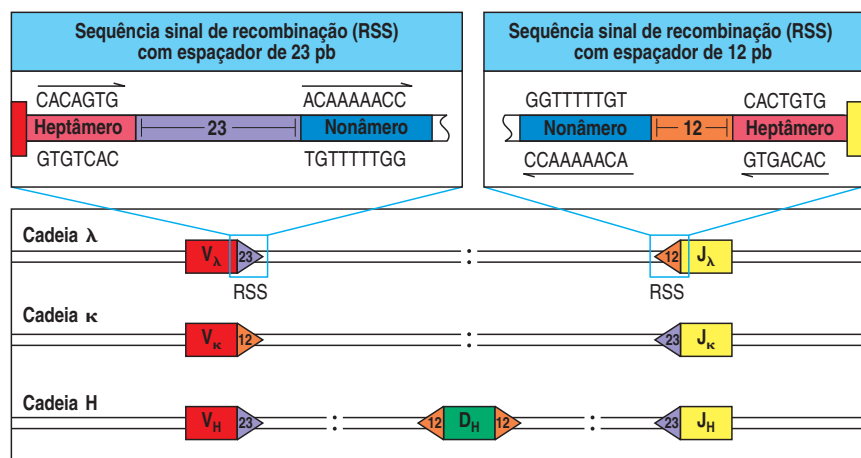 Sequência sinal de recombinação (RSS)
com espaçador de 23 pb
CACAGTG
ACAAAAACC
Heptâmero
23
Nonâmero
GTGTCAC
TGTTTTTGG
Sequência sinal de recombinação (RSS)
com espaçador de 12 pb
GGTTTTTGT
CACTGTG
Nonâmero
12
Heptâmero
CCAAAAACA
GTGACAC
Cadeia λ
Vλ 23 : 12 Jλ
RSS RSS
Cadeia κ
Vκ 12 : 23 Jκ
Cadeia H
VH 23 : 12 DH 12 : 23 JH